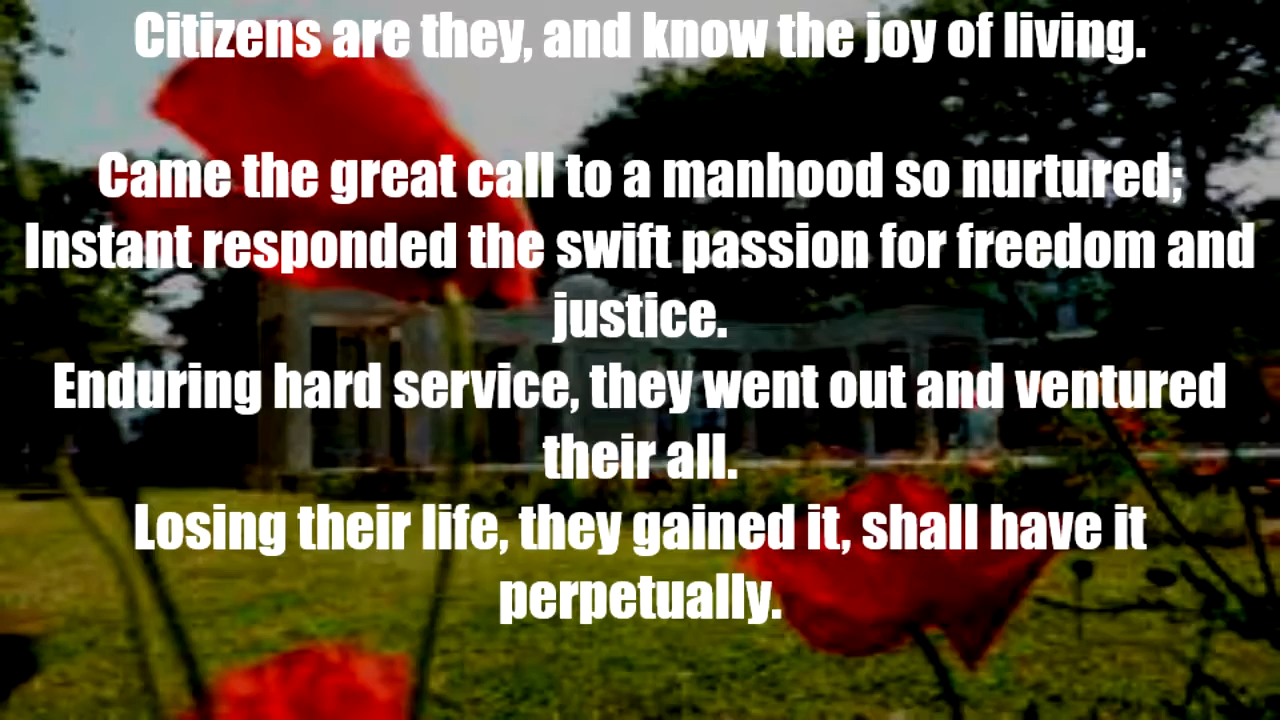 Citizens are they, and know the joy of living.
Came the great call to a manhood so nurtured;
Instant responded the swift passion for freedom and
justice.
Enduring hard service, they went out and ventured
their all.
Losing their life, they gained it, shall have it
perpetually.